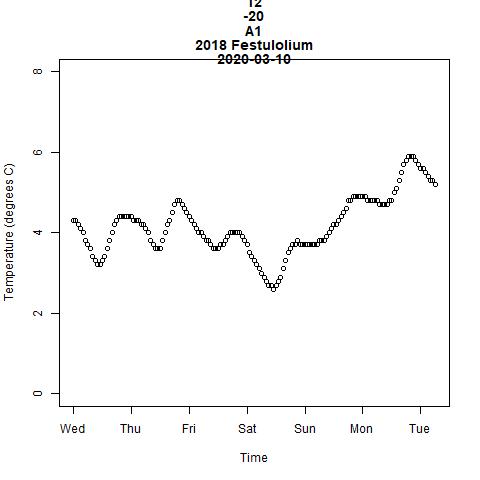 T2
-20
A1
2018 Festulolium
2020-03-10
8
6
4
2
0
Temperature (degrees C)
Wed Thu Fri Sat Sun Mon Tue
Time